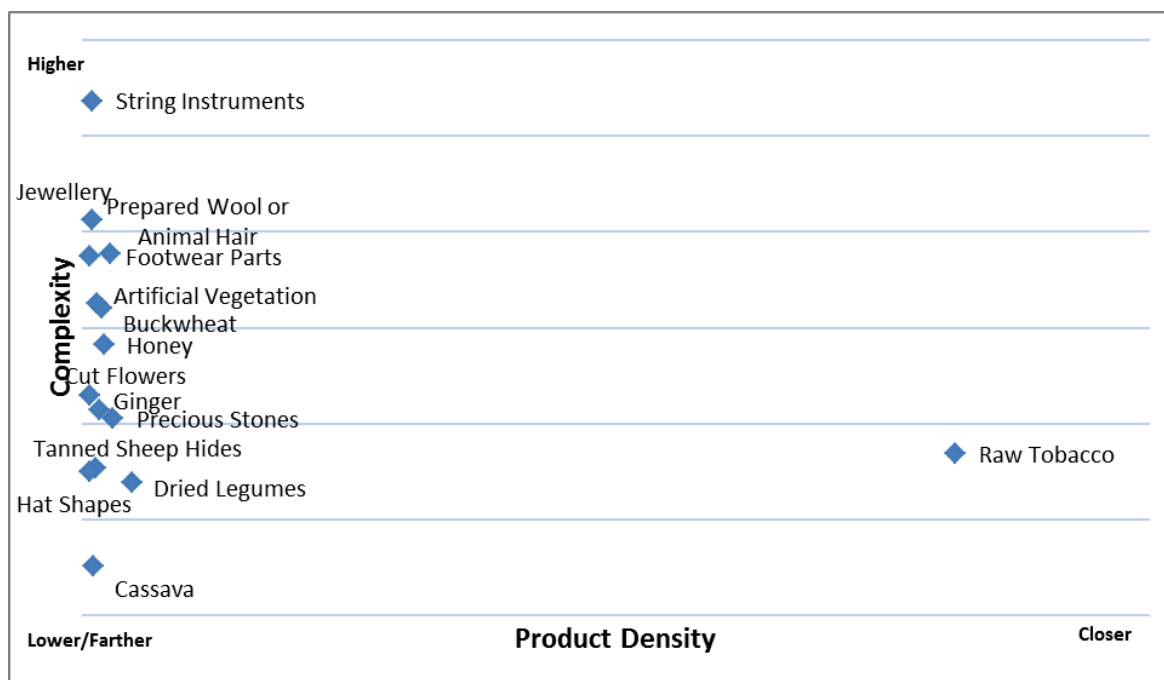 Higher
String Instruments
Jewellery
Prepared Wool or
Animal Hair
Footwear Parts
Artificial Vegetation
Buckwheat
Honey
Complexity
Cut Flowers
Ginger
Precious Stones
Tanned Sheep Hides
Raw Tobacco
Dried Legumes
Hat Shapes
Cassava
Lower/Farther
Product Density
Closer